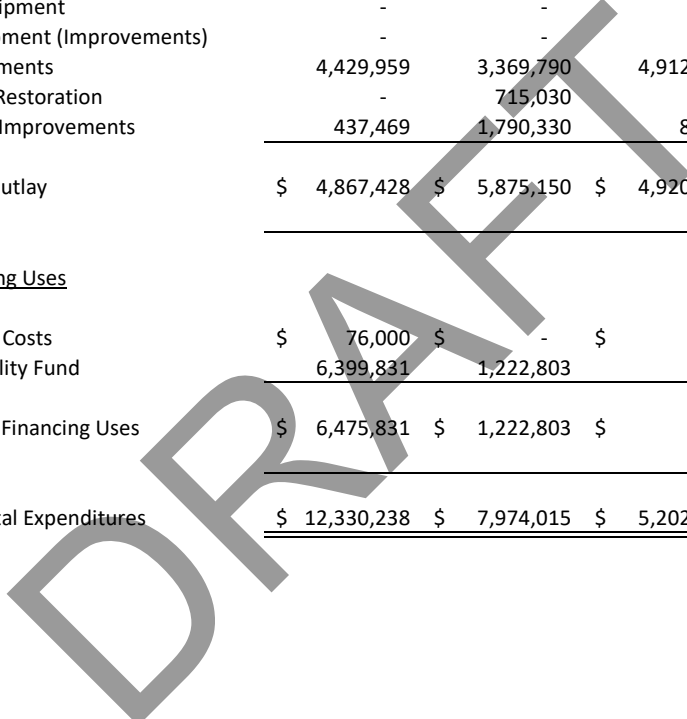 ipment - -
ment (Improvements) - -
ments 4,429,959 3,369,790 4,912
Restoration - 715,030
Improvements 437,469 1,790,330 8
utlay $ 4,867,428 $ 5,875,150 $ 4,920
ng Uses
Costs $ 76,000 $ - $
lity Fund 6,399,831 1,222,803
Financing Uses $ 6,475,831 $ 1,222,803 $
tal Expenditures $ 12,330,238 $ 7,974,015 $ 5,202
DRAFT